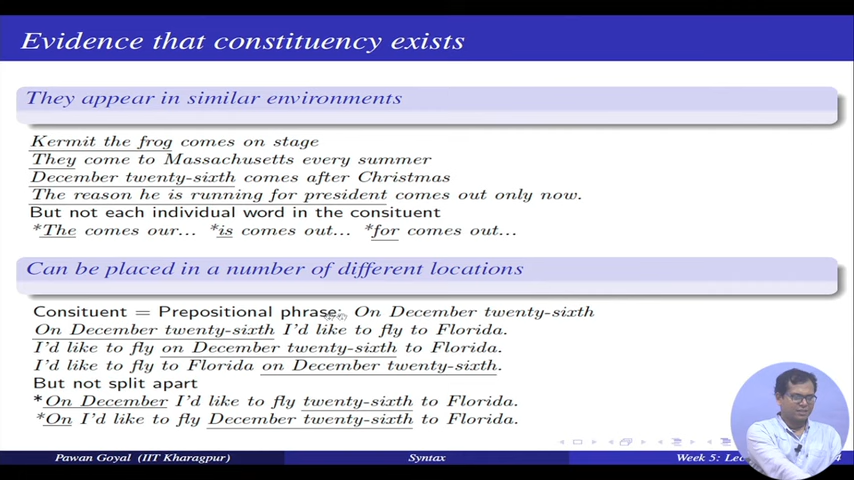 Evidence that constituency exists
They appear in similar environments
Kermit the frog comes on stage
They come to Massachusetts every summer
December twenty-sixth comes after Christmas
The reason he is running for president comes out only now.
But not each individual word in the consituent
*The comes our... *is comes out... *for comes out...
Can be placed in a number of different locations
Consituent = Prepositional phrase: On December twenty-sixth
On December twenty-sixth I'd like to fly to Florida.
I'd like to fly on December twenty-sixth to Florida.
I'd like to fly to Florida on December twenty-sixth.
But not split apart
*On December I'd like to fly twenty-sixth to Florida.
*On I'd like to fly December twenty-sixth to Florida.
Pawan Goyal (IIT Kharagpur) Syntax Week 5: 4